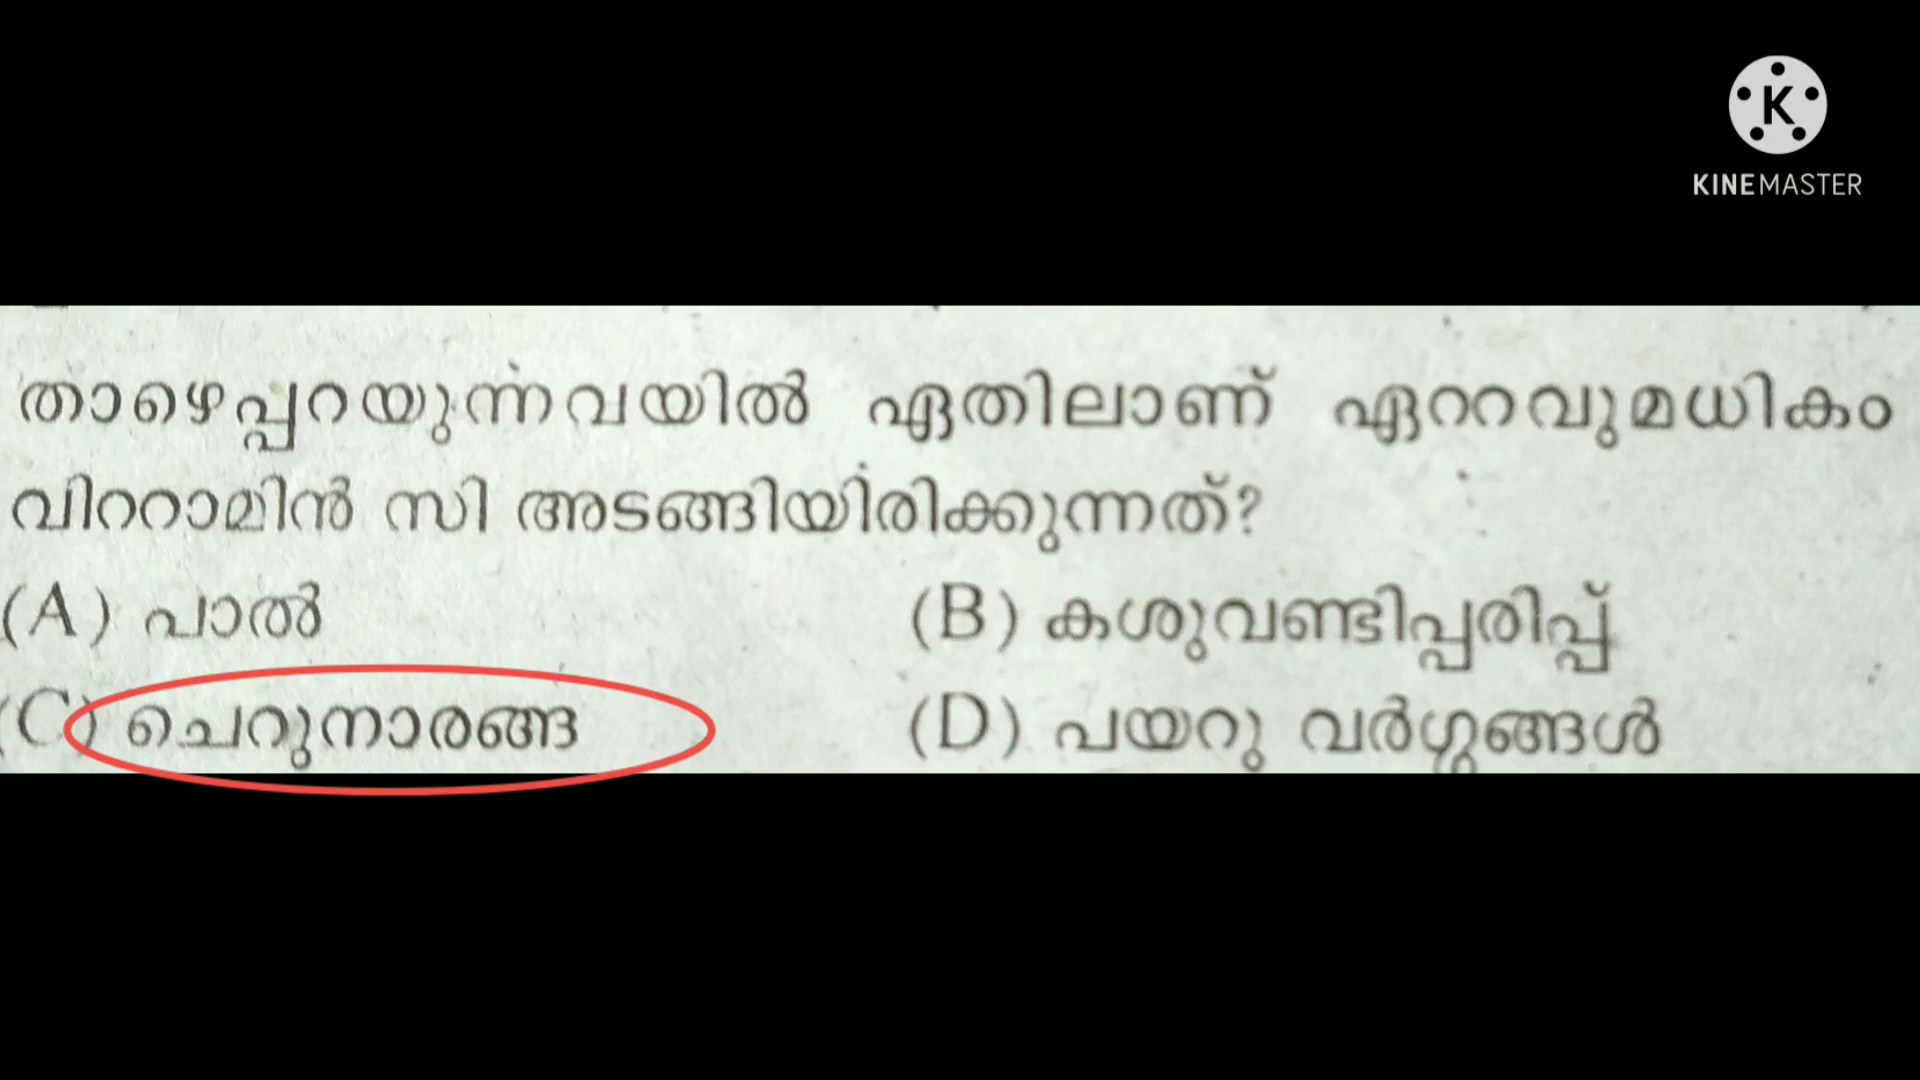 K
KINEMASTER
താഴെപ്പറയുന്നവയിൽ ഏതിലാണ് ഏററവുമധികം
വിററാമിൻ സി അടങ്ങിയിരിക്കുന്നത്?
(A) പാൽ (B) കശുവണ്ടിപ്പരിപ്പ്
(C) ചെറുനാരങ്ങ (D) പയറു വർഗ്ഗങ്ങൾ